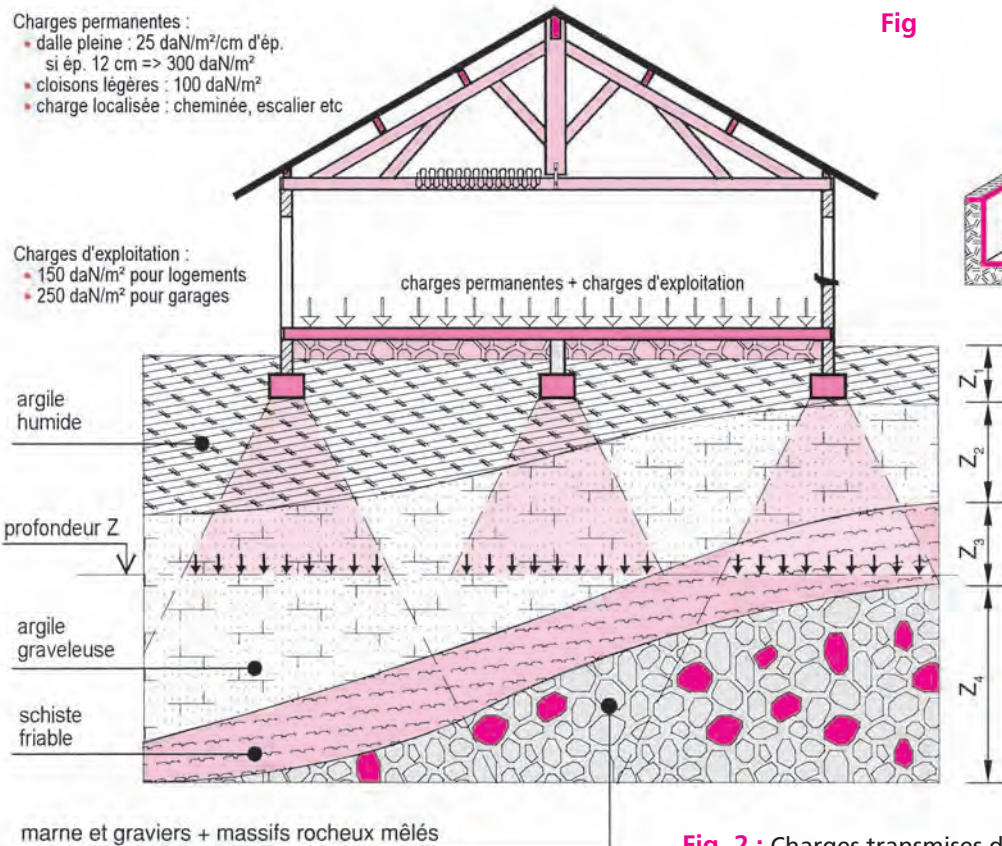 Charges permanentes :
• dalle pleine : 25 daN/m²/cm d'ép.
si ép. 12 cm => 300 daN/m²
• cloisons légères : 100 daN/m²
• charge localisée : cheminée, escalier etc
Fig
Charges d'exploitation :
• 150 daN/m² pour logements
• 250 daN/m² pour garages
charges permanentes + charges d'exploitation
argile
humide
profondeur Z
argile
graveleuse
schiste
friable
Z1
Z2
Z3
Z4
marne et graviers + massifs rocheux mêlés
Fig. 2 : Charges transmises d